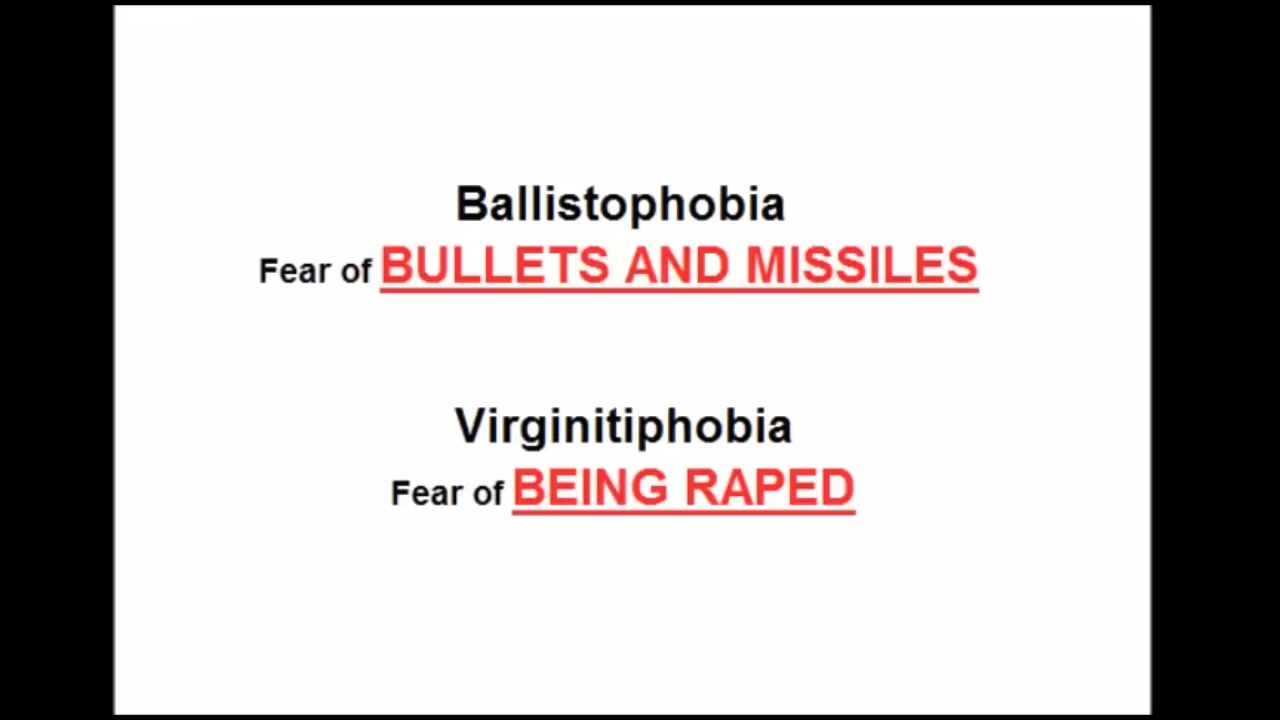 Ballistophobia
Fear of BULLETS AND MISSILES
Virginitiphobia
Fear of BEING RAPED